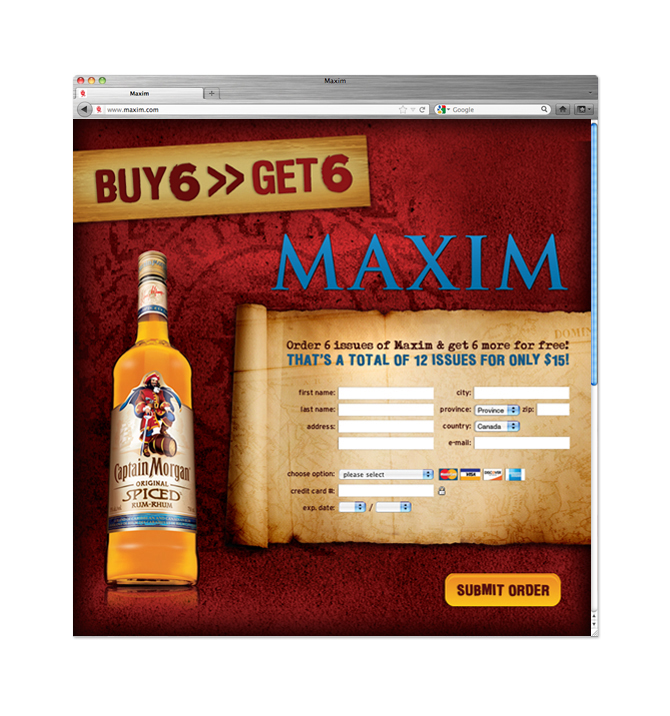 Maxim
Maxim
www.maxim.com
Google
BUY 6 >> GET 6
MAXIM
Order 6 issues of Maxim & get 6 more for free!
THAT'S A TOTAL OF 12 ISSUES FOR ONLY $15!
first name:
city:
last name:
province: Province zip:
address:
country: Canada
e-mail:
choose option: please select
MasterCard VISA DISCOVER
credit card #:
exp. date: /
Captain Morgan
ORIGINAL
SPICED
RUM-RHUM
SUBMIT ORDER